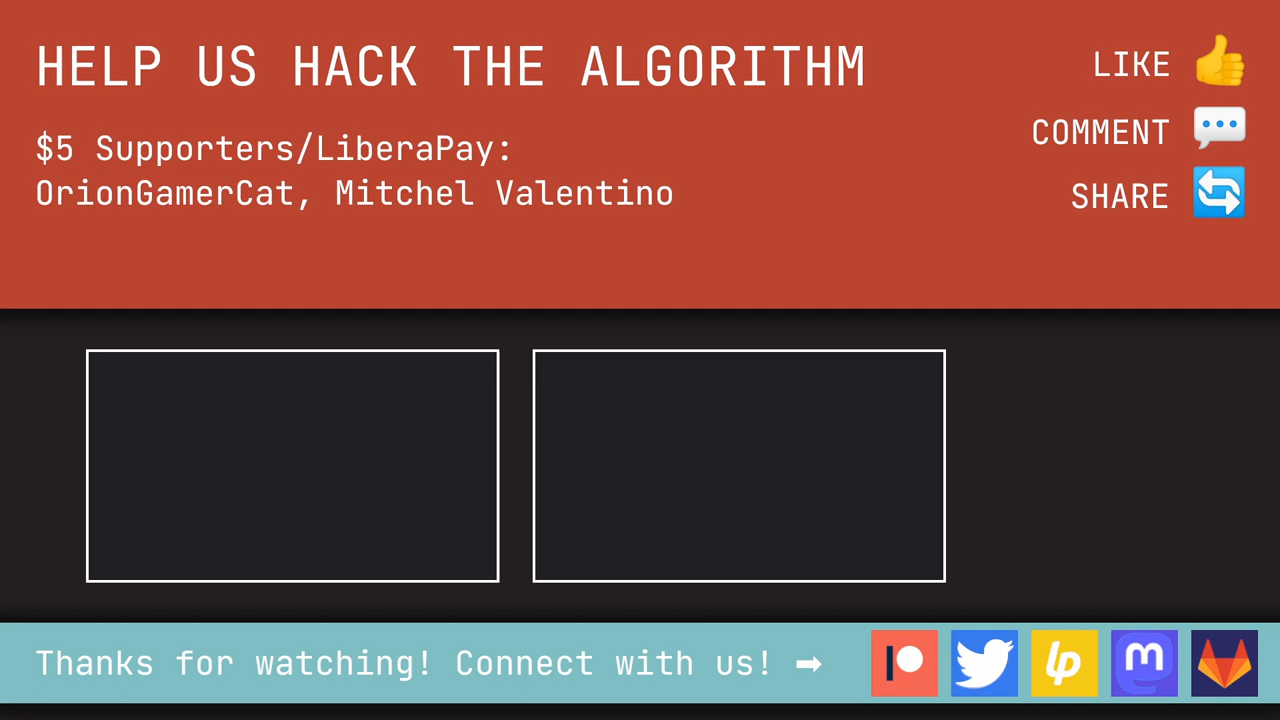 HELP US HACK THE ALGORITHM
$5 Supporters/LiberaPay:
OrionGamerCat, Mitchel Valentino
LIKE
COMMENT
SHARE
Thanks for watching! Connect with us! ➡
lp
m